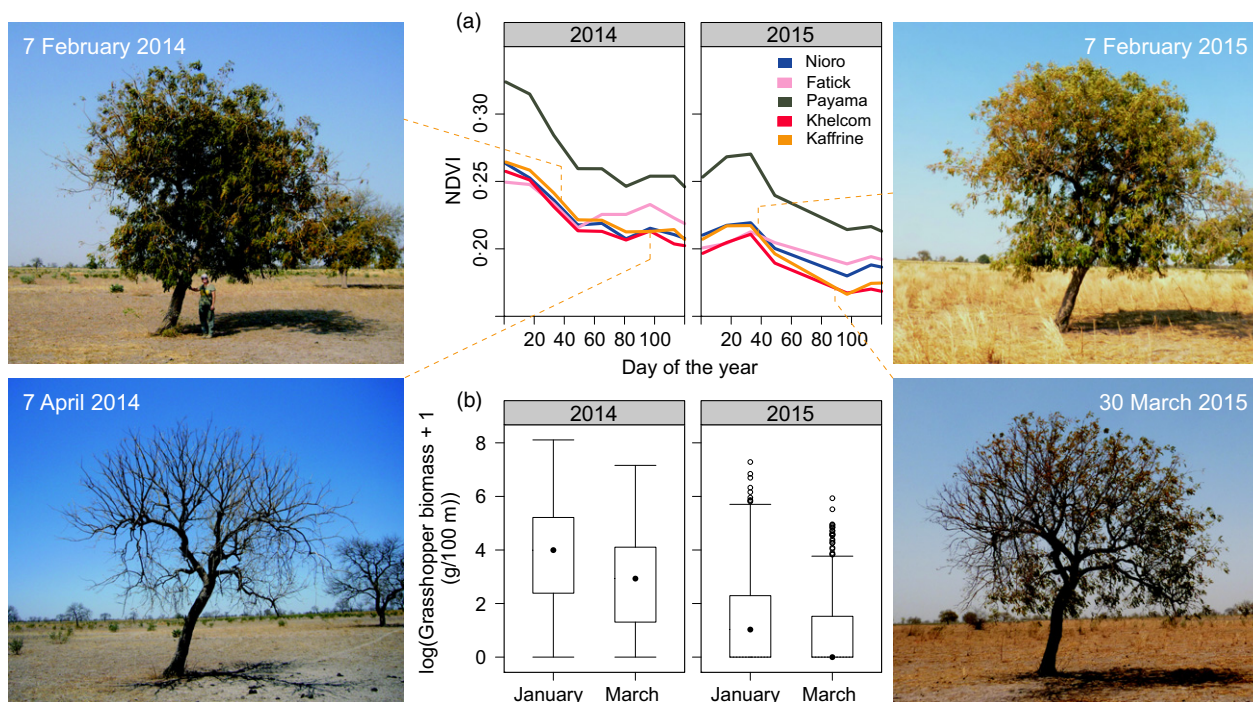 7 February 2014
(a)
2014
2015
Nioro
Fatick
Payama
Khelcom
Kaffrine
NDVI
0·30
0·25
0·20
20 40 60 80 100
20 40 60 80 100
Day of the year
7 February 2015
7 April 2014
(b)
2014
2015
log(Grasshopper biomass + 1
(g/100 m))
8
6
4
2
0
January March
January March
30 March 2015